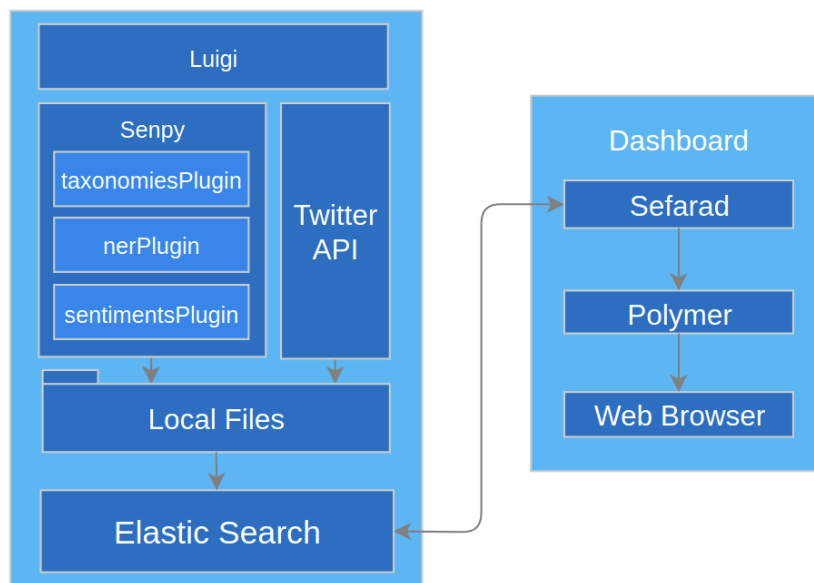 Luigi
Senpy
taxonomiesPlugin
nerPlugin
sentimentsPlugin
Twitter
API
Local Files
Elastic Search
Dashboard
Sefarad
Polymer
Web Browser